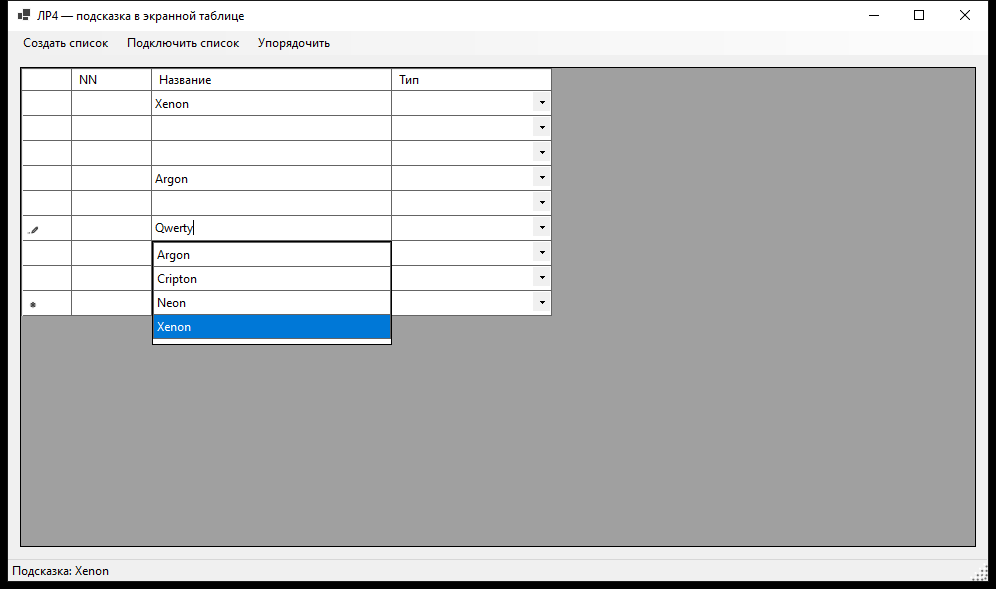 ЛР4 — подсказка в экранной таблице
Создать список Подключить список Упорядочить
NN Название Тип
Xenon
Argon
Qwerty
Argon
Cripton
Neon
Xenon
Подсказка: Xenon